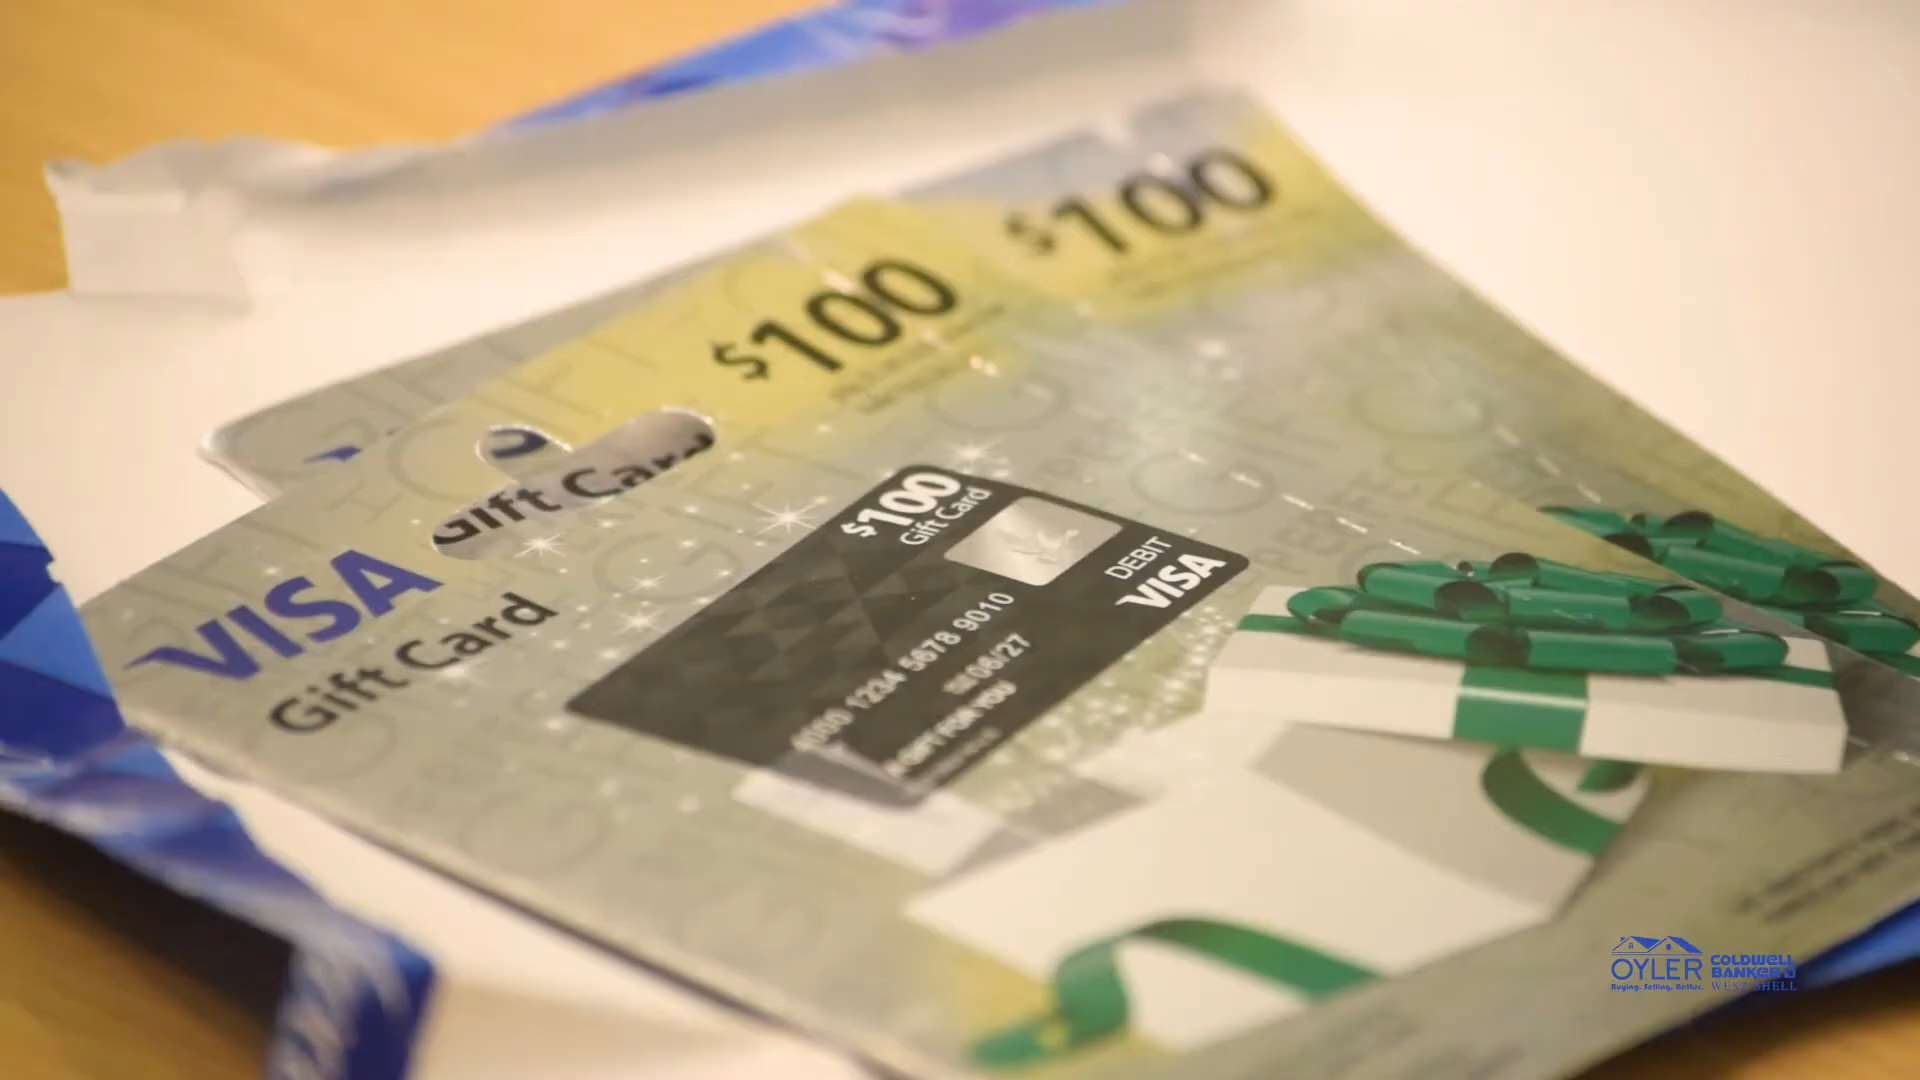 $100
$100
Gift Card
VISA
Gift Card
$100
Gift Card
DEBIT
VISA
4000 1234 5678 9010
06/27
A GIFT FOR YOU
OYLER
Buying. Selling. Better.
COLDWELL
BANKER
WEST SHELL